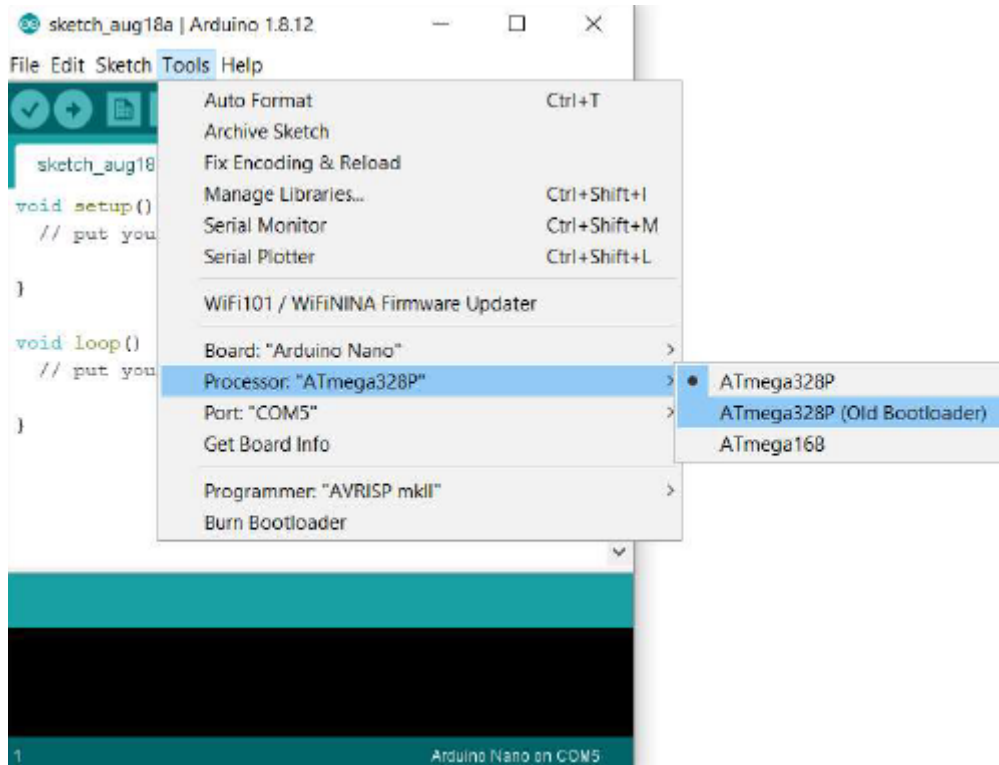 sketch_aug18a | Arduino 1.8.12
File Edit Sketch Tools Help
Auto Format Ctrl+T
Archive Sketch
sketch_aug18
Fix Encoding & Reload
Manage Libraries... Ctrl+Shift+I
void setup()
Serial Monitor Ctrl+Shift+M
// put you
Serial Plotter Ctrl+Shift+L
}
WiFi101 / WiFiNINA Firmware Updater
void loop()
Board: "Arduino Nano"
// put you
Processor: "ATmega328P"
ATmega328P
Port: "COM5"
ATmega328P (Old Bootloader)
}
Get Board Info
ATmega168
Programmer: "AVRISP mkII"
Burn Bootloader
1 Arduino Nano on COM5